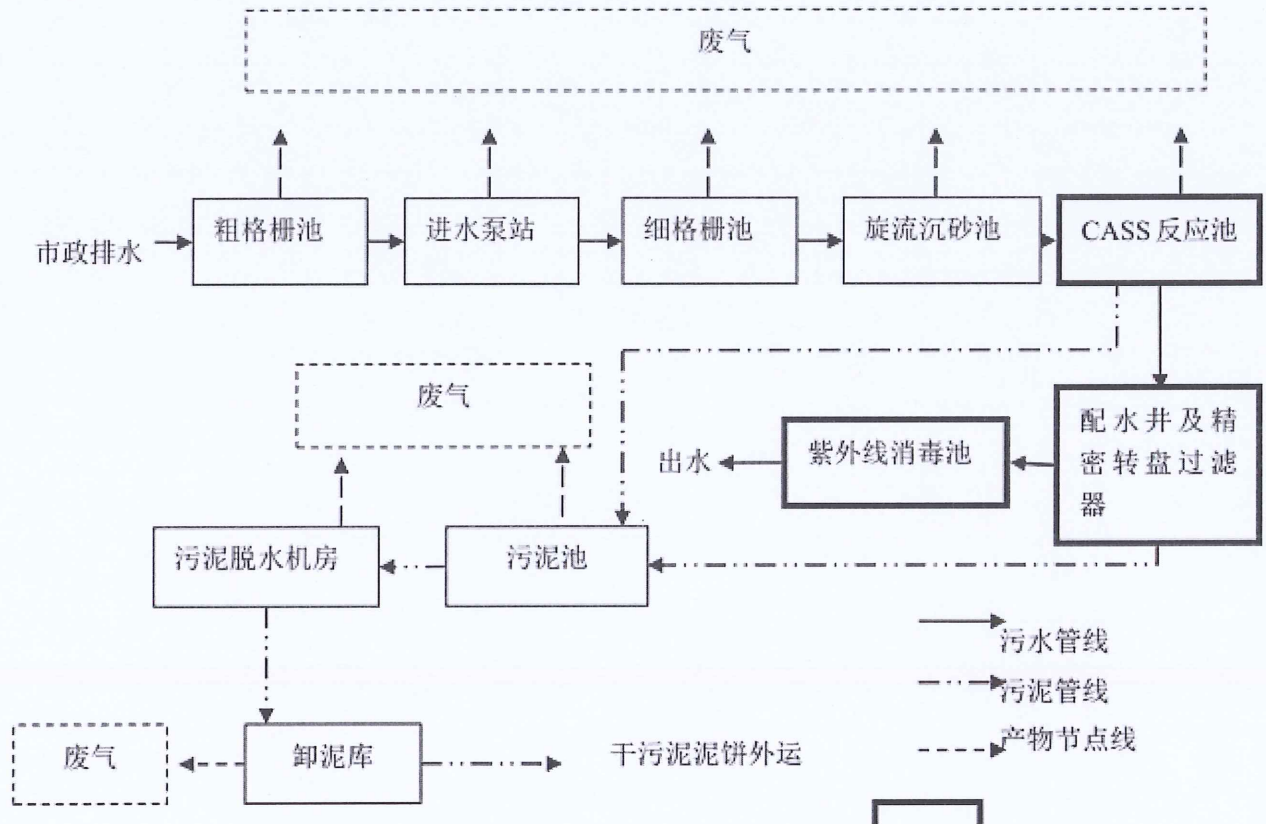 废气
市政排水
粗格栅池
进水泵站
细格栅池
旋流沉砂池
CASS 反应池
废气
出水
紫外线消毒池
配水井及精
密转盘过滤
器
污泥脱水机房
污泥池
污水管线
污泥管线
产物节点线
废气
卸泥库
干污泥泥饼外运